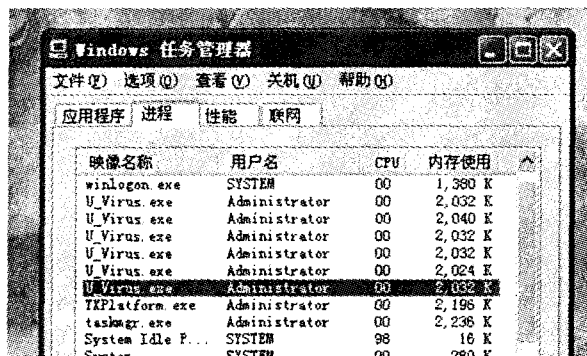 Windows 任务管理器
文件(F) 选项(O) 查看(V) 关机(U) 帮助(H)
应用程序 进程 性能 联网
映像名称 用户名 CPU 内存使用
winlogon.exe SYSTEM 00 1,380 K
U_Virus.exe Administrator 00 2,032 K
U_Virus.exe Administrator 00 2,040 K
U_Virus.exe Administrator 00 2,032 K
U_Virus.exe Administrator 00 2,032 K
U_Virus.exe Administrator 00 2,024 K
U_Virus.exe Administrator 00 2,032 K
TXPlatform.exe Administrator 00 2,196 K
taskmgr.exe Administrator 00 2,236 K
System Idle P... SYSTEM 98 16 K
System SYSTEM 00 280 K